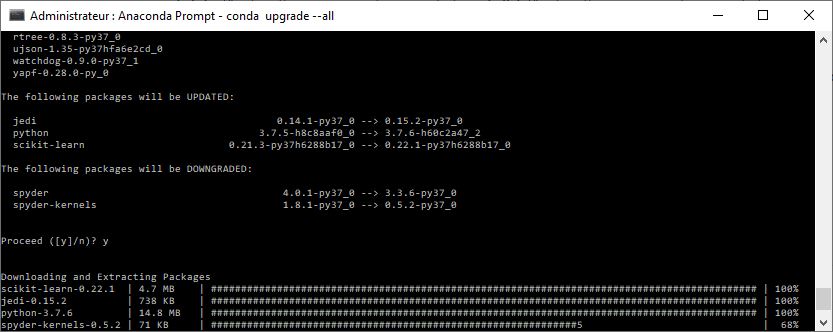 Administrateur : Anaconda Prompt - conda  upgrade --all
rtree-0.8.3-py37_0
ujson-1.35-py37hfa6e2cd_0
watchdog-0.9.0-py37_1
yapf-0.28.0-py_0
The following packages will be UPDATED:
jedi 0.14.1-py37_0 --> 0.15.2-py37_0
python 3.7.5-h8c8aaf0_0 --> 3.7.6-h60c2a47_2
scikit-learn 0.21.3-py37h6288b17_0 --> 0.22.1-py37h6288b17_0
The following packages will be DOWNGRADED:
spyder 4.0.1-py37_0 --> 3.3.6-py37_0
spyder-kernels 1.8.1-py37_0 --> 0.5.2-py37_0
Proceed ([y]/n)? y
Downloading and Extracting Packages
scikit-learn-0.22.1 | 4.7 MB | ############################################################################################ | 100%
jedi-0.15.2 | 738 KB | ############################################################################################ | 100%
python-3.7.6 | 14.8 MB | ############################################################################################ | 100%
spyder-kernels-0.5.2 | 71 KB | ##############################################################5 | 68%